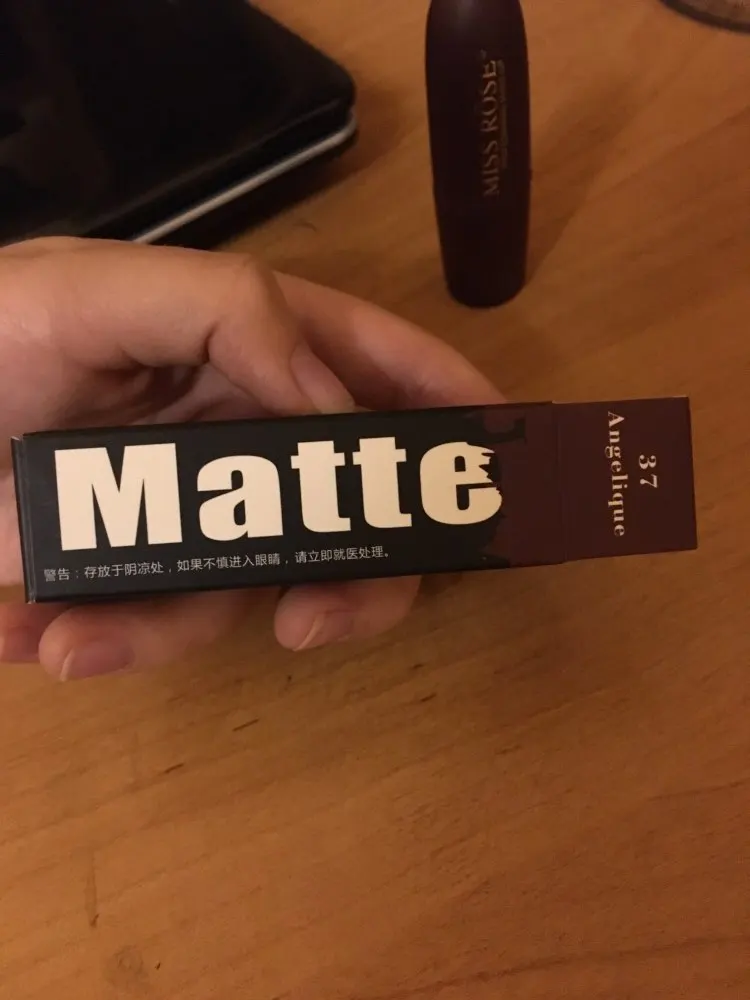 MISS ROSE
Matte
37
Angelique
警告：存放于阴凉处，如果不慎进入眼睛，请立即就医处理。